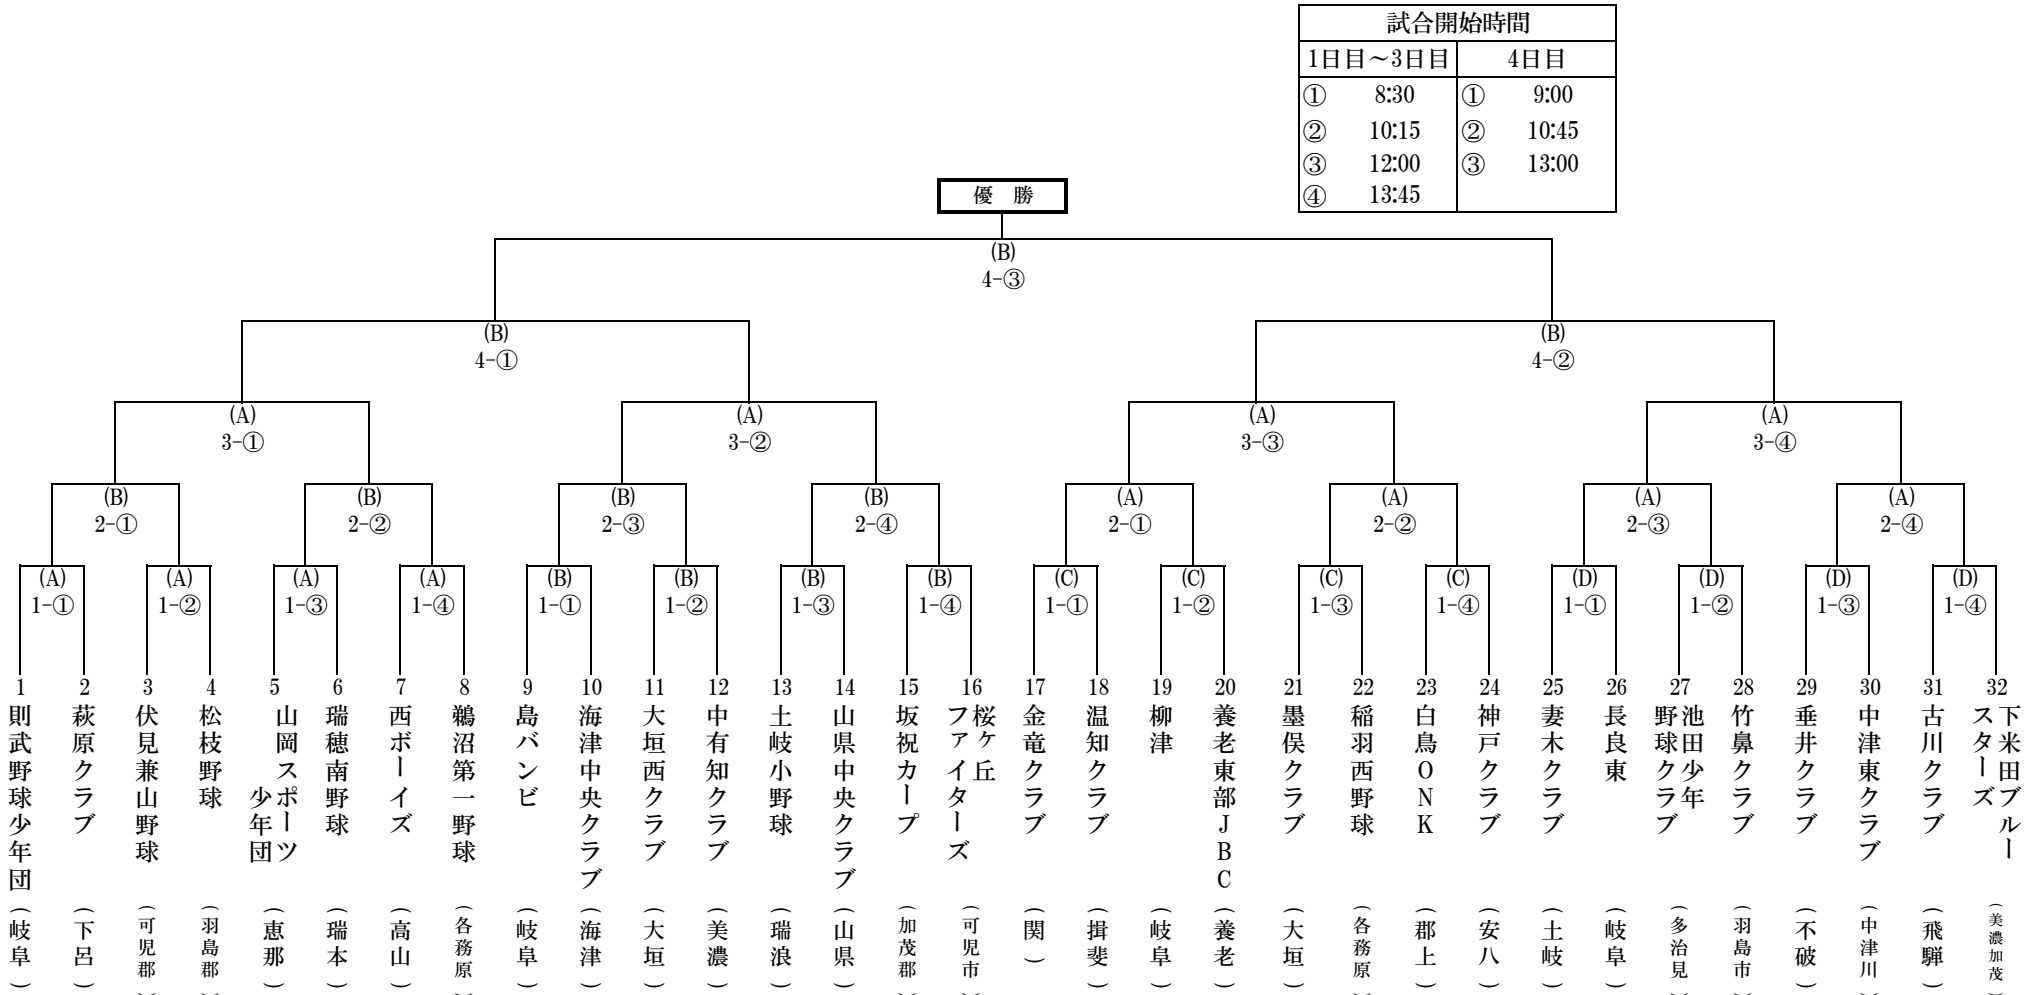 試合開始時間
1日目～3日目 4日目
① 8:30 ① 9:00
② 10:15 ② 10:45
③ 12:00 ③ 13:00
④ 13:45
優 勝
(B)
4-③
(B) (B)
4-① 4-②
(A) (A) (A) (A)
3-① 3-② 3-③ 3-④
(B) (B) (B) (B) (A) (A) (A) (A)
2-① 2-② 2-③ 2-④ 2-① 2-② 2-③ 2-④
(A) (A) (A) (A) (B) (B) (B) (B) (C) (C) (C) (C) (D) (D) (D) (D)
1-① 1-② 1-③ 1-④ 1-① 1-② 1-③ 1-④ 1-① 1-② 1-③ 1-④ 1-① 1-② 1-③ 1-④
1 則武野球少年団 (岐阜)
2 萩原クラブ (下呂)
3 伏見兼山野球 (可児郡)
4 松枝野球 (羽島郡)
5 山岡スポーツ少年団 (恵那)
6 瑞穂南野球 (瑞本)
7 西ボーイズ (高山)
8 鵜沼第一野球 (各務原)
9 島バンビ (岐阜)
10 海津中央クラブ (海津)
11 大垣西クラブ (大垣)
12 中有知クラブ (美濃)
13 土岐小野球 (瑞浪)
14 山県中央クラブ (山県)
15 坂祝カープ (加茂郡)
16 桜ヶ丘ファイターズ (可児市)
17 金竜クラブ (関)
18 温知クラブ (揖斐)
19 柳津 (岐阜)
20 養老東部JBC (養老)
21 墨俣クラブ (大垣)
22 稲羽西野球 (各務原)
23 白鳥ONK (郡上)
24 神戸クラブ (安八)
25 妻木クラブ (土岐)
26 長良東 (岐阜)
27 池田少年野球クラブ (多治見)
28 竹鼻クラブ (羽島市)
29 垂井クラブ (不破)
30 中津東クラブ (中津川)
31 古川クラブ (飛騨)
32 下米田ブルースターズ (美濃加茂)